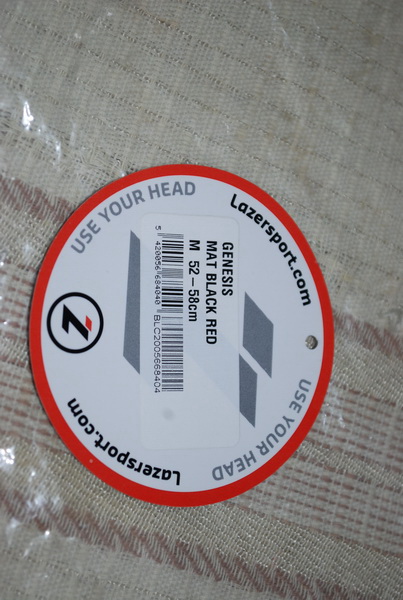 USE YOUR HEAD
Lazersport.com
GENESIS
MAT BLACK RED
M 52-58cm
5 420056 684040
BLC2005668404
Z
USE YOUR HEAD
Lazersport.com